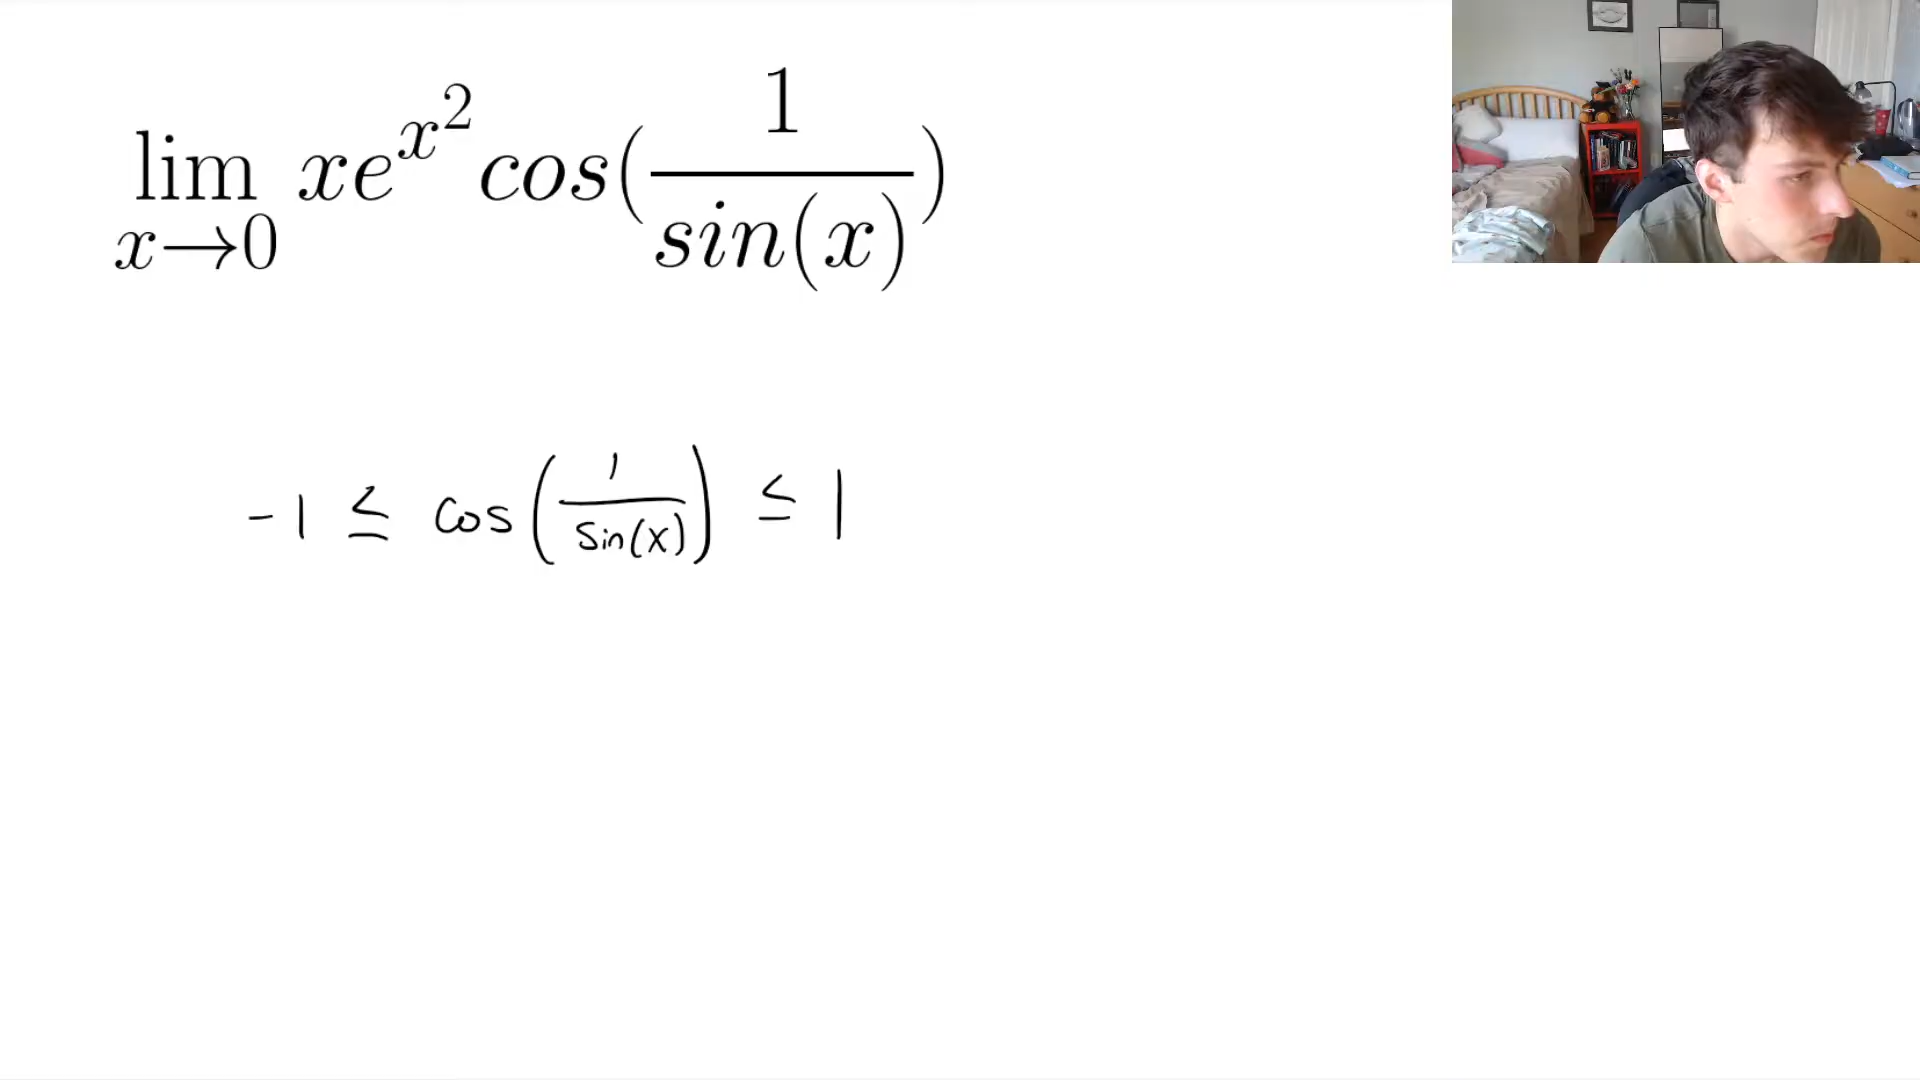 lim x→0 xe^{x^2} cos(1/sin(x))
-1 ≤ cos(1/sin(x)) ≤ 1